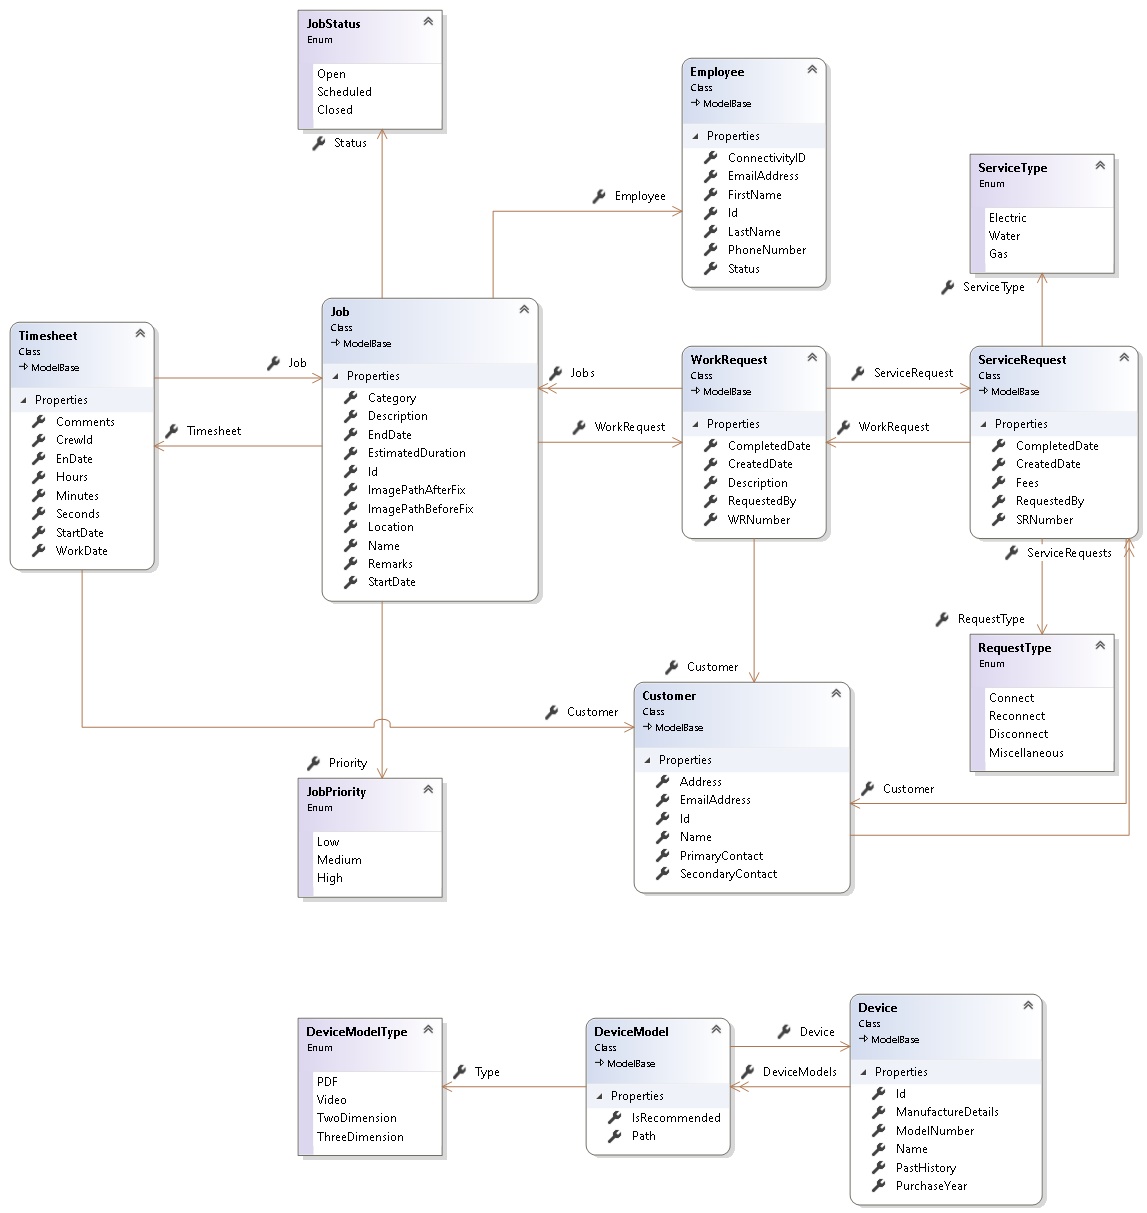 JobStatus
Enum
Open
Scheduled
Closed
Status
Employee
Class
ModelBase
Properties
ConnectivityID
EmailAddress
FirstName
Id
LastName
PhoneNumber
Status
Employee
ServiceType
Enum
Electric
Water
Gas
ServiceType
Timesheet
Class
ModelBase
Properties
Comments
CrewId
EnDate
Hours
Minutes
Seconds
StartDate
WorkDate
Job
Timesheet
Job
Class
ModelBase
Properties
Category
Description
EndDate
EstimatedDuration
Id
ImagePathAfterFix
ImagePathBeforeFix
Location
Name
Remarks
StartDate
Jobs
WorkRequest
WorkRequest
Class
ModelBase
Properties
CompletedDate
CreatedDate
Description
RequestedBy
WRNumber
ServiceRequest
WorkRequest
ServiceRequest
Class
ModelBase
Properties
CompletedDate
CreatedDate
Fees
RequestedBy
SRNumber
ServiceRequests
RequestType
RequestType
Enum
Connect
Reconnect
Disconnect
Miscellaneous
Customer
Customer
Customer
Class
ModelBase
Properties
Address
EmailAddress
Id
Name
PrimaryContact
SecondaryContact
Customer
Priority
JobPriority
Enum
Low
Medium
High
DeviceModelType
Enum
PDF
Video
TwoDimension
ThreeDimension
Type
DeviceModel
Class
ModelBase
Properties
IsRecommended
Path
Device
DeviceModels
Device
Class
ModelBase
Properties
Id
ManufactureDetails
ModelNumber
Name
PastHistory
PurchaseYear